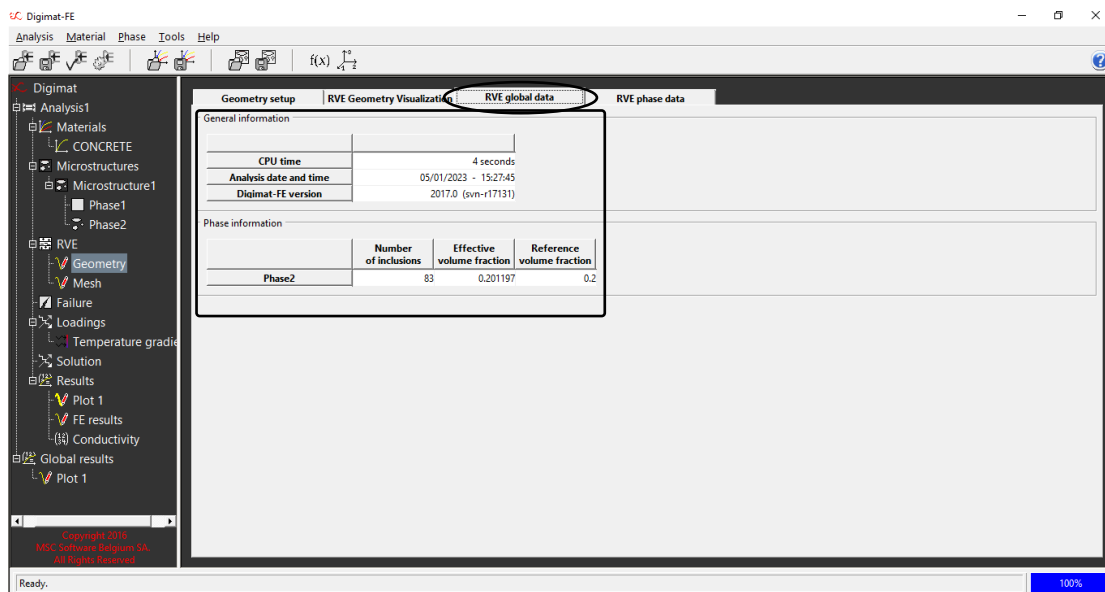 Digimat-FE
Analysis Material Phase Tools Help
f(x)
Digimat
Analysis1
Materials
CONCRETE
Microstructures
Microstructure1
Phase1
Phase2
RVE
Geometry
Mesh
Failure
Loadings
Temperature gradie
Solution
Results
Plot 1
FE results
Conductivity
Global results
Plot 1
Copyright 2016
MSC Software Belgium SA.
All Rights Reserved
Geometry setup RVE Geometry Visualization RVE global data RVE phase data
General information
CPU time 4 seconds
Analysis date and time 05/01/2023 - 15:27:45
Digimat-FE version 2017.0 (svn-r17131)
Phase information
Number of inclusions Effective volume fraction Reference volume fraction
Phase2 83 0.201197 0.2
Ready. 100%